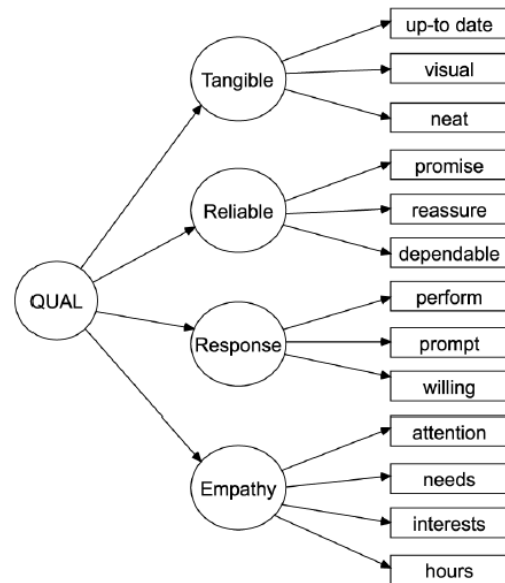 up-to date
visual
neat
Tangible
promise
reassure
dependable
Reliable
QUAL
perform
prompt
willing
Response
attention
needs
interests
hours
Empathy